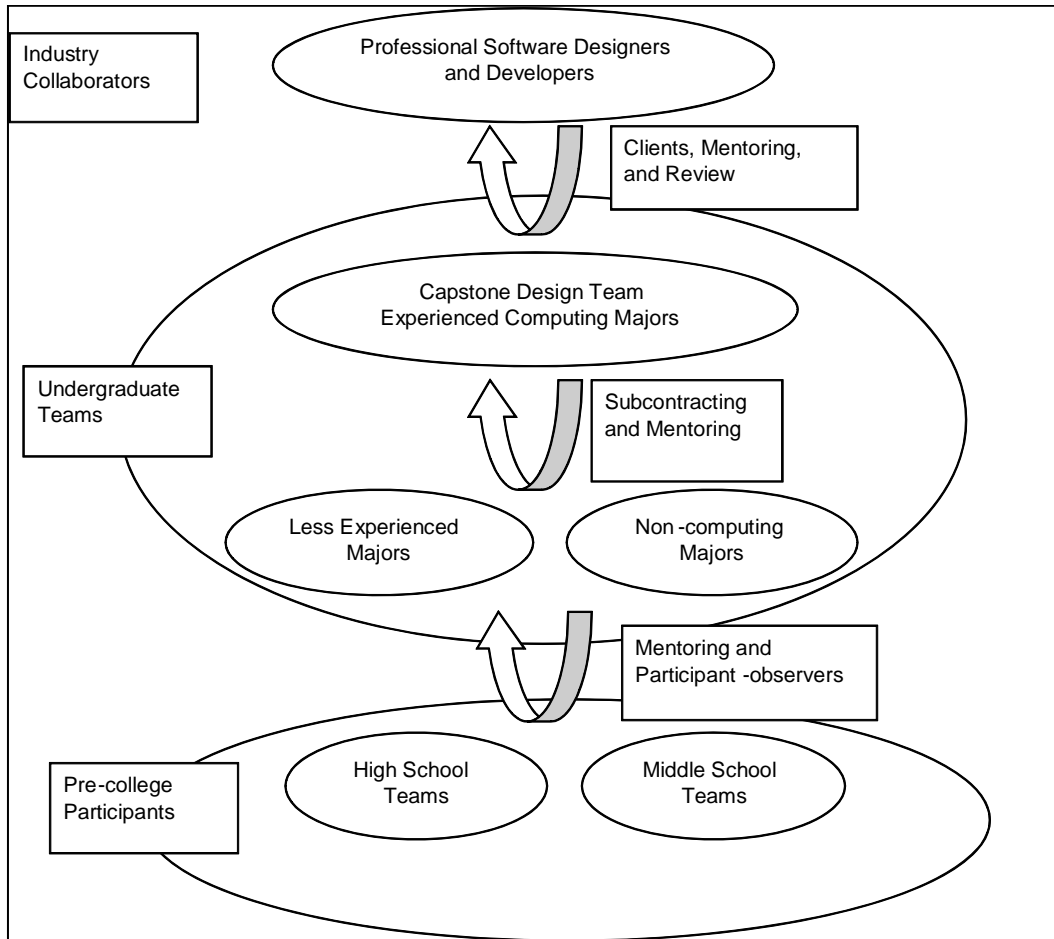 Industry
Collaborators
Professional Software Designers
and Developers
Clients, Mentoring,
and Review
Capstone Design Team
Experienced Computing Majors
Undergraduate
Teams
Subcontracting
and Mentoring
Less Experienced
Majors
Non -computing
Majors
Mentoring and
Participant -observers
High School
Teams
Middle School
Teams
Pre-college
Participants